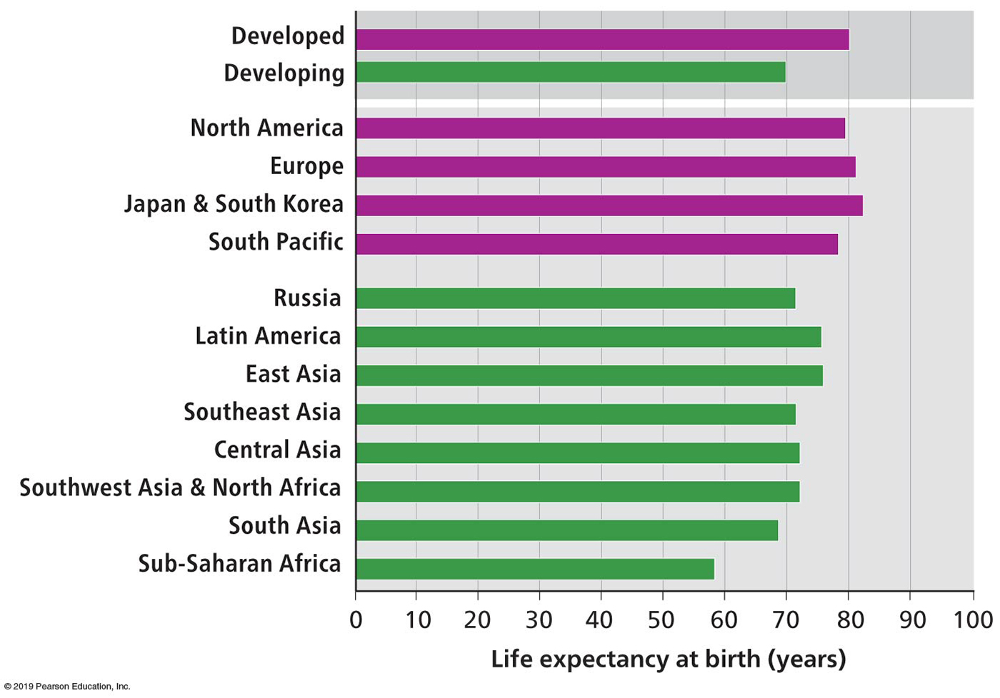 Developed
Developing
North America
Europe
Japan & South Korea
South Pacific
Russia
Latin America
East Asia
Southeast Asia
Central Asia
Southwest Asia & North Africa
South Asia
Sub-Saharan Africa
0 10 20 30 40 50 60 70 80 90 100
Life expectancy at birth (years)
© 2019 Pearson Education, Inc.